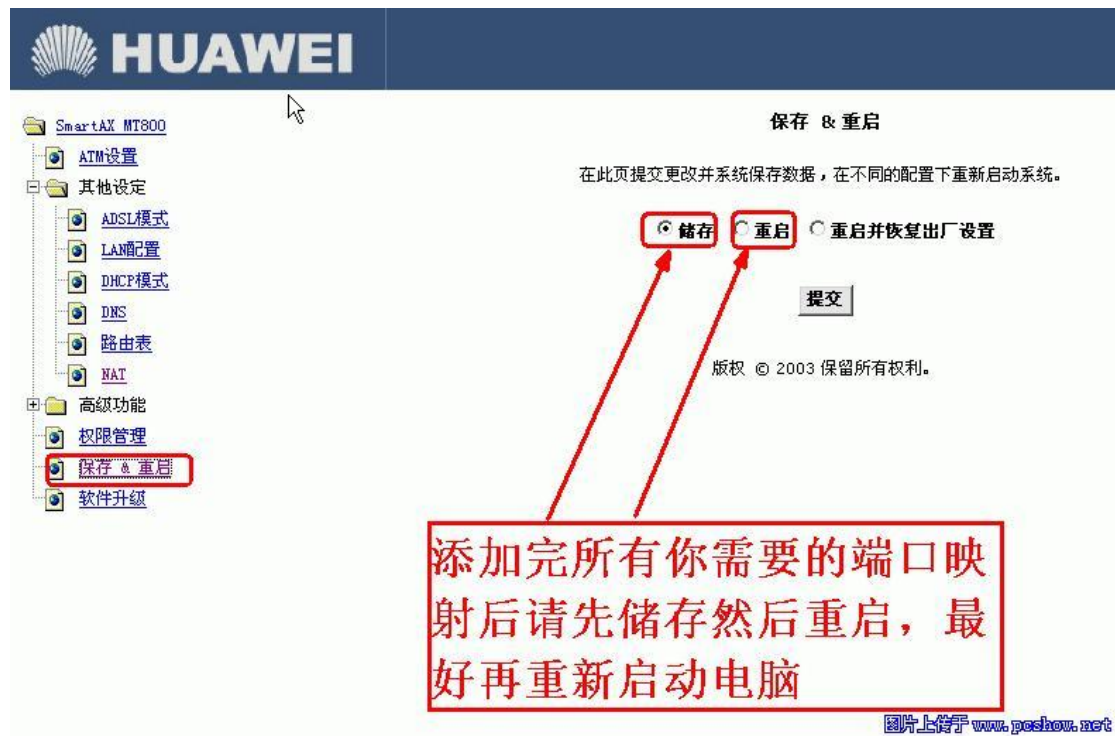 HUAWEI
SmartAX MT800
ATM设置
其他设定
ADSL模式
LAN配置
DHCP模式
DNS
路由表
NAT
高级功能
权限管理
保存 & 重启
软件升级
保存 & 重启
在此页提交更改并系统保存数据，在不同的配置下重新启动系统。
储存 重启 重启并恢复出厂设置
提交
版权 © 2003 保留所有权利。
添加完所有你需要的端口映
射后请先储存然后重启，最
好再重新启动电脑
图片上传于 www.pcshow.net